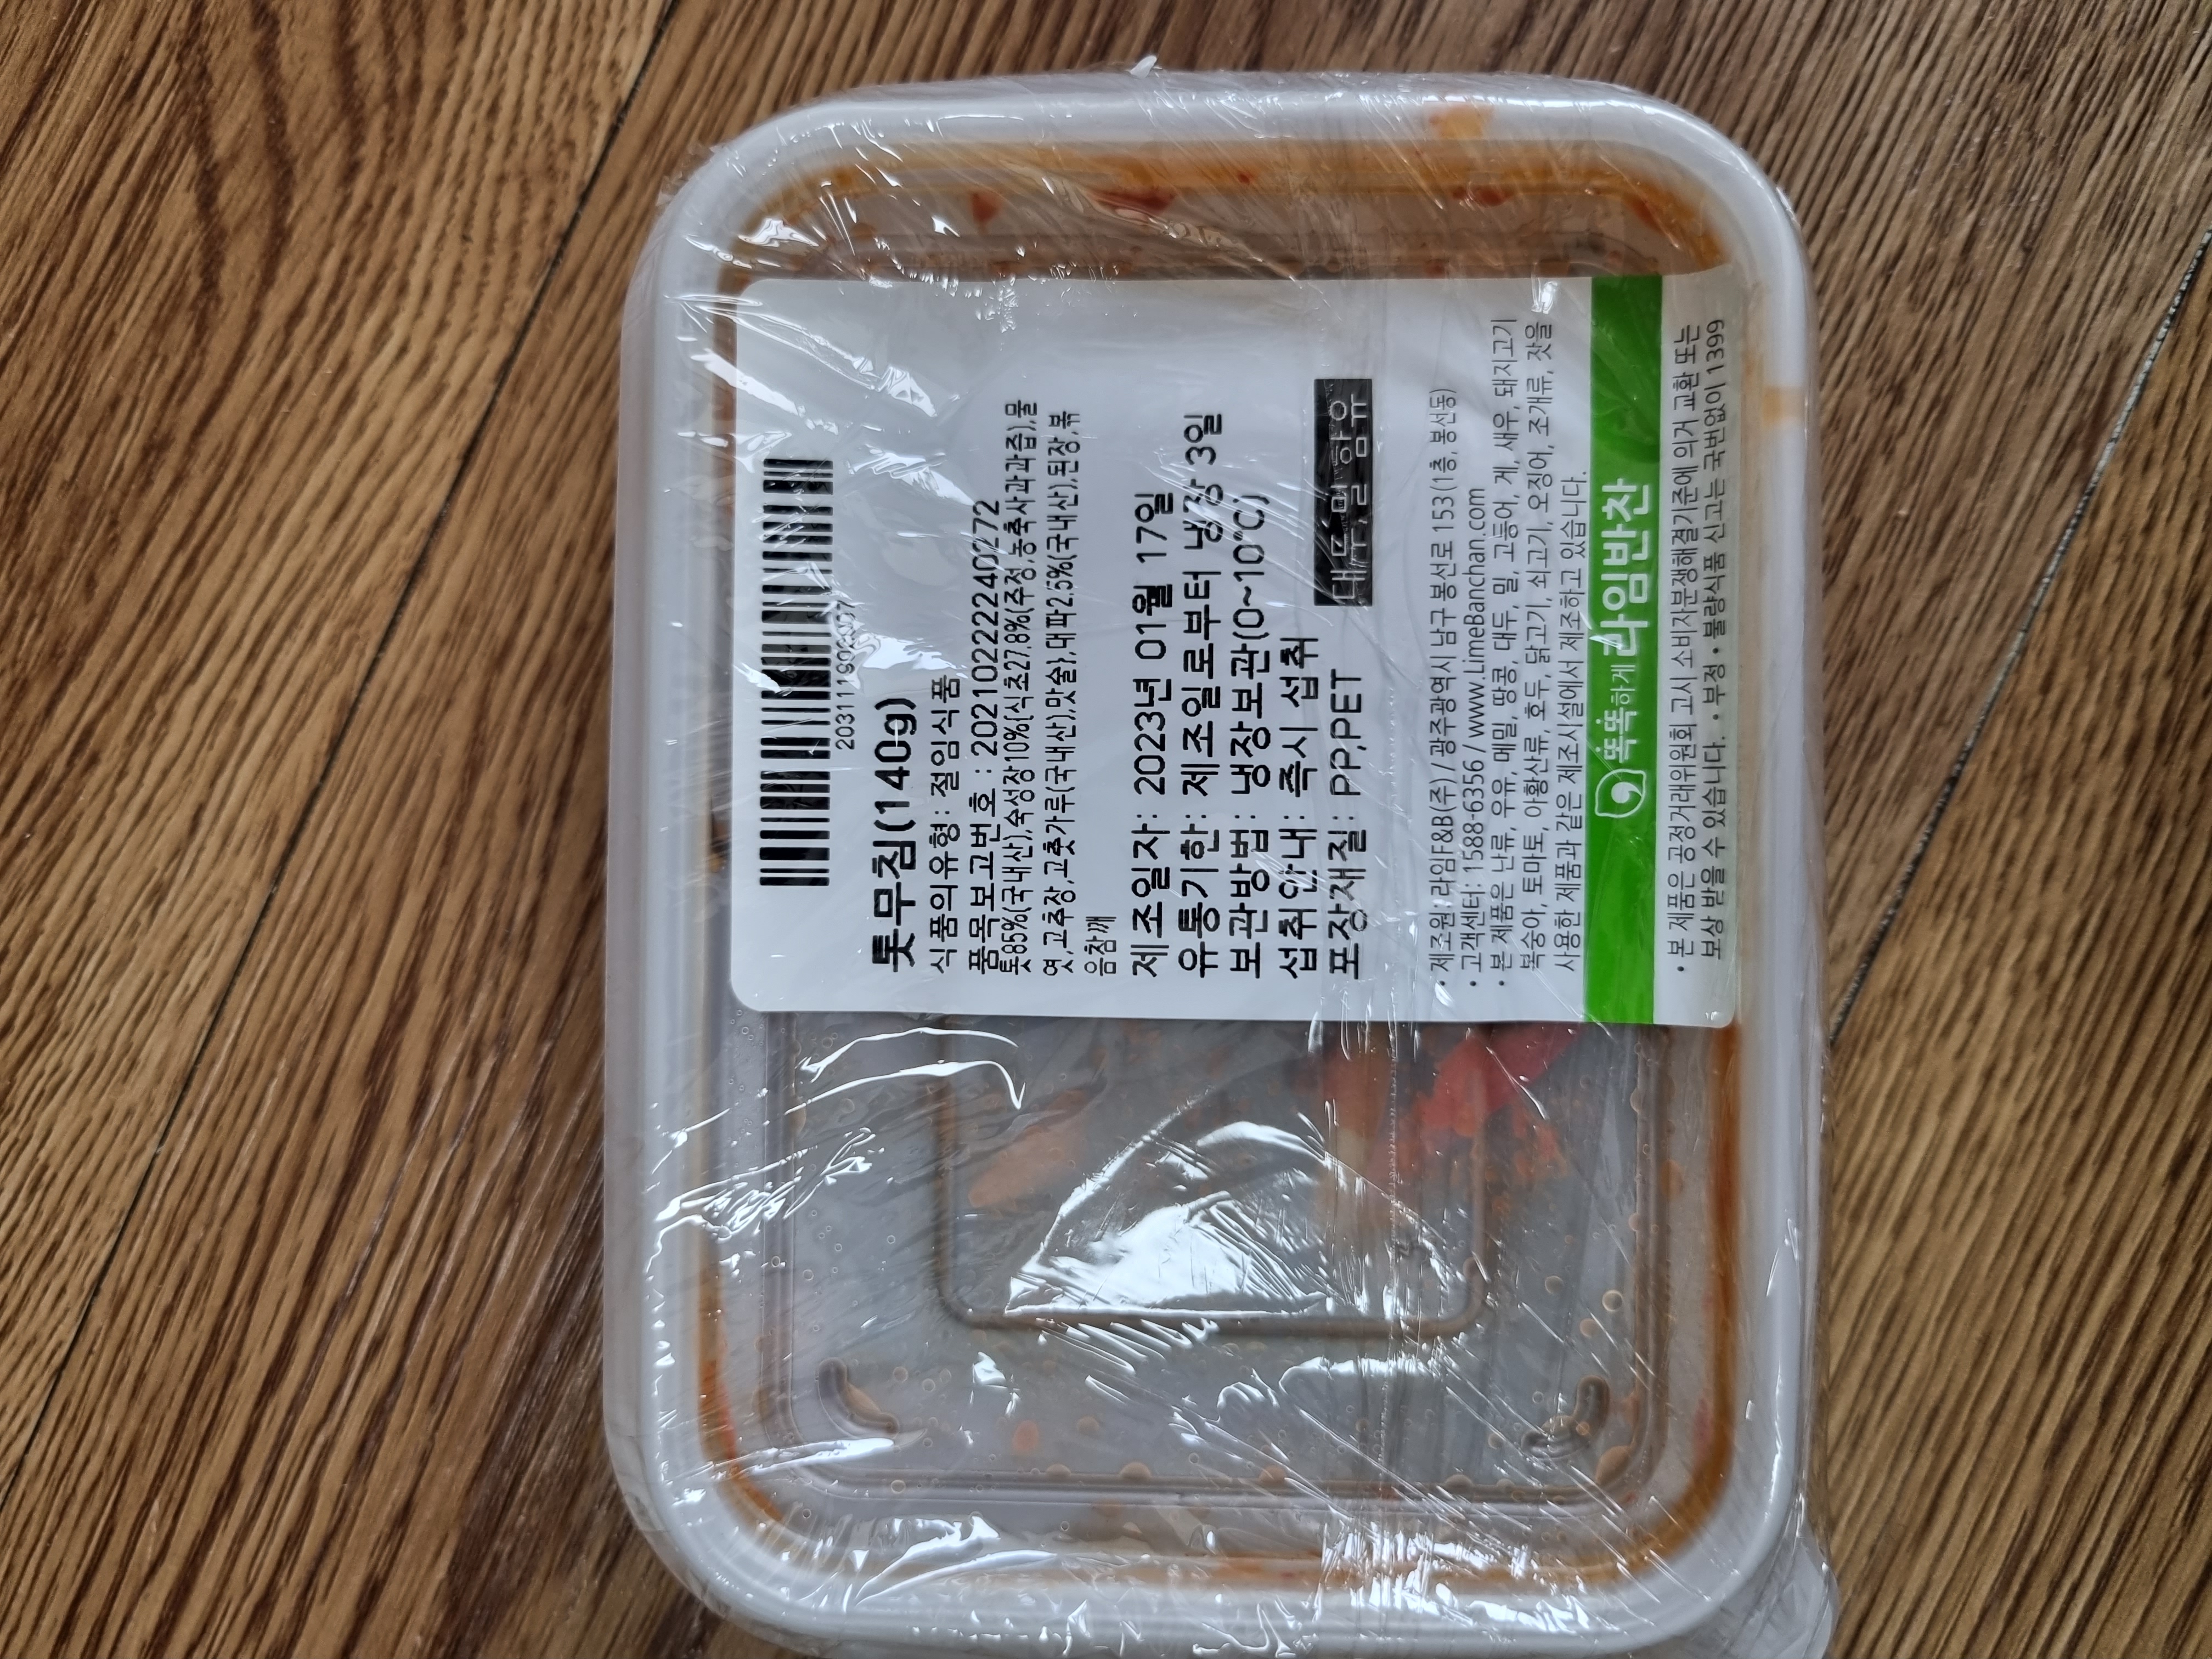 톳무침(140g)
식품의유형: 절임식품
품목보고번호 : 20210222240272
톳85%(국내산),숙성장10%(식초27.8%(주정,농축사과과즙),물
엿,고추장,고춧가루(국내산),맛술},대파2.5%(국내산),된장,볶
음참깨
제조일자: 2023년 01월 17일
유통기한: 제조일로부터 냉장 3일
보관방법: 냉장보관(0~10℃)
섭취안내: 즉시 섭취
포장재질: PP,PET
대두,밀 함유
• 제조원: 라임F&B(주) / 광주광역시 남구 봉선로 153(1층, 봉선동)
• 고객센터: 1588-6356 / www.LimeBanchan.com
• 본 제품은 난류, 우유, 메밀, 땅콩, 대두, 밀, 고등어, 게, 새우, 돼지고기
복숭아, 토마토, 아황산류, 호두, 닭고기, 쇠고기, 오징어, 조개류, 잣을
사용한 제품과 같은 제조시설에서 제조하고 있습니다.
똑똑하게 라임반찬
• 본 제품은 공정거래위원회 고시 소비자분쟁해결기준에 의거 교환 또는
보상 받을 수 있습니다. • 부정 • 불량식품 신고는 국번없이 1399